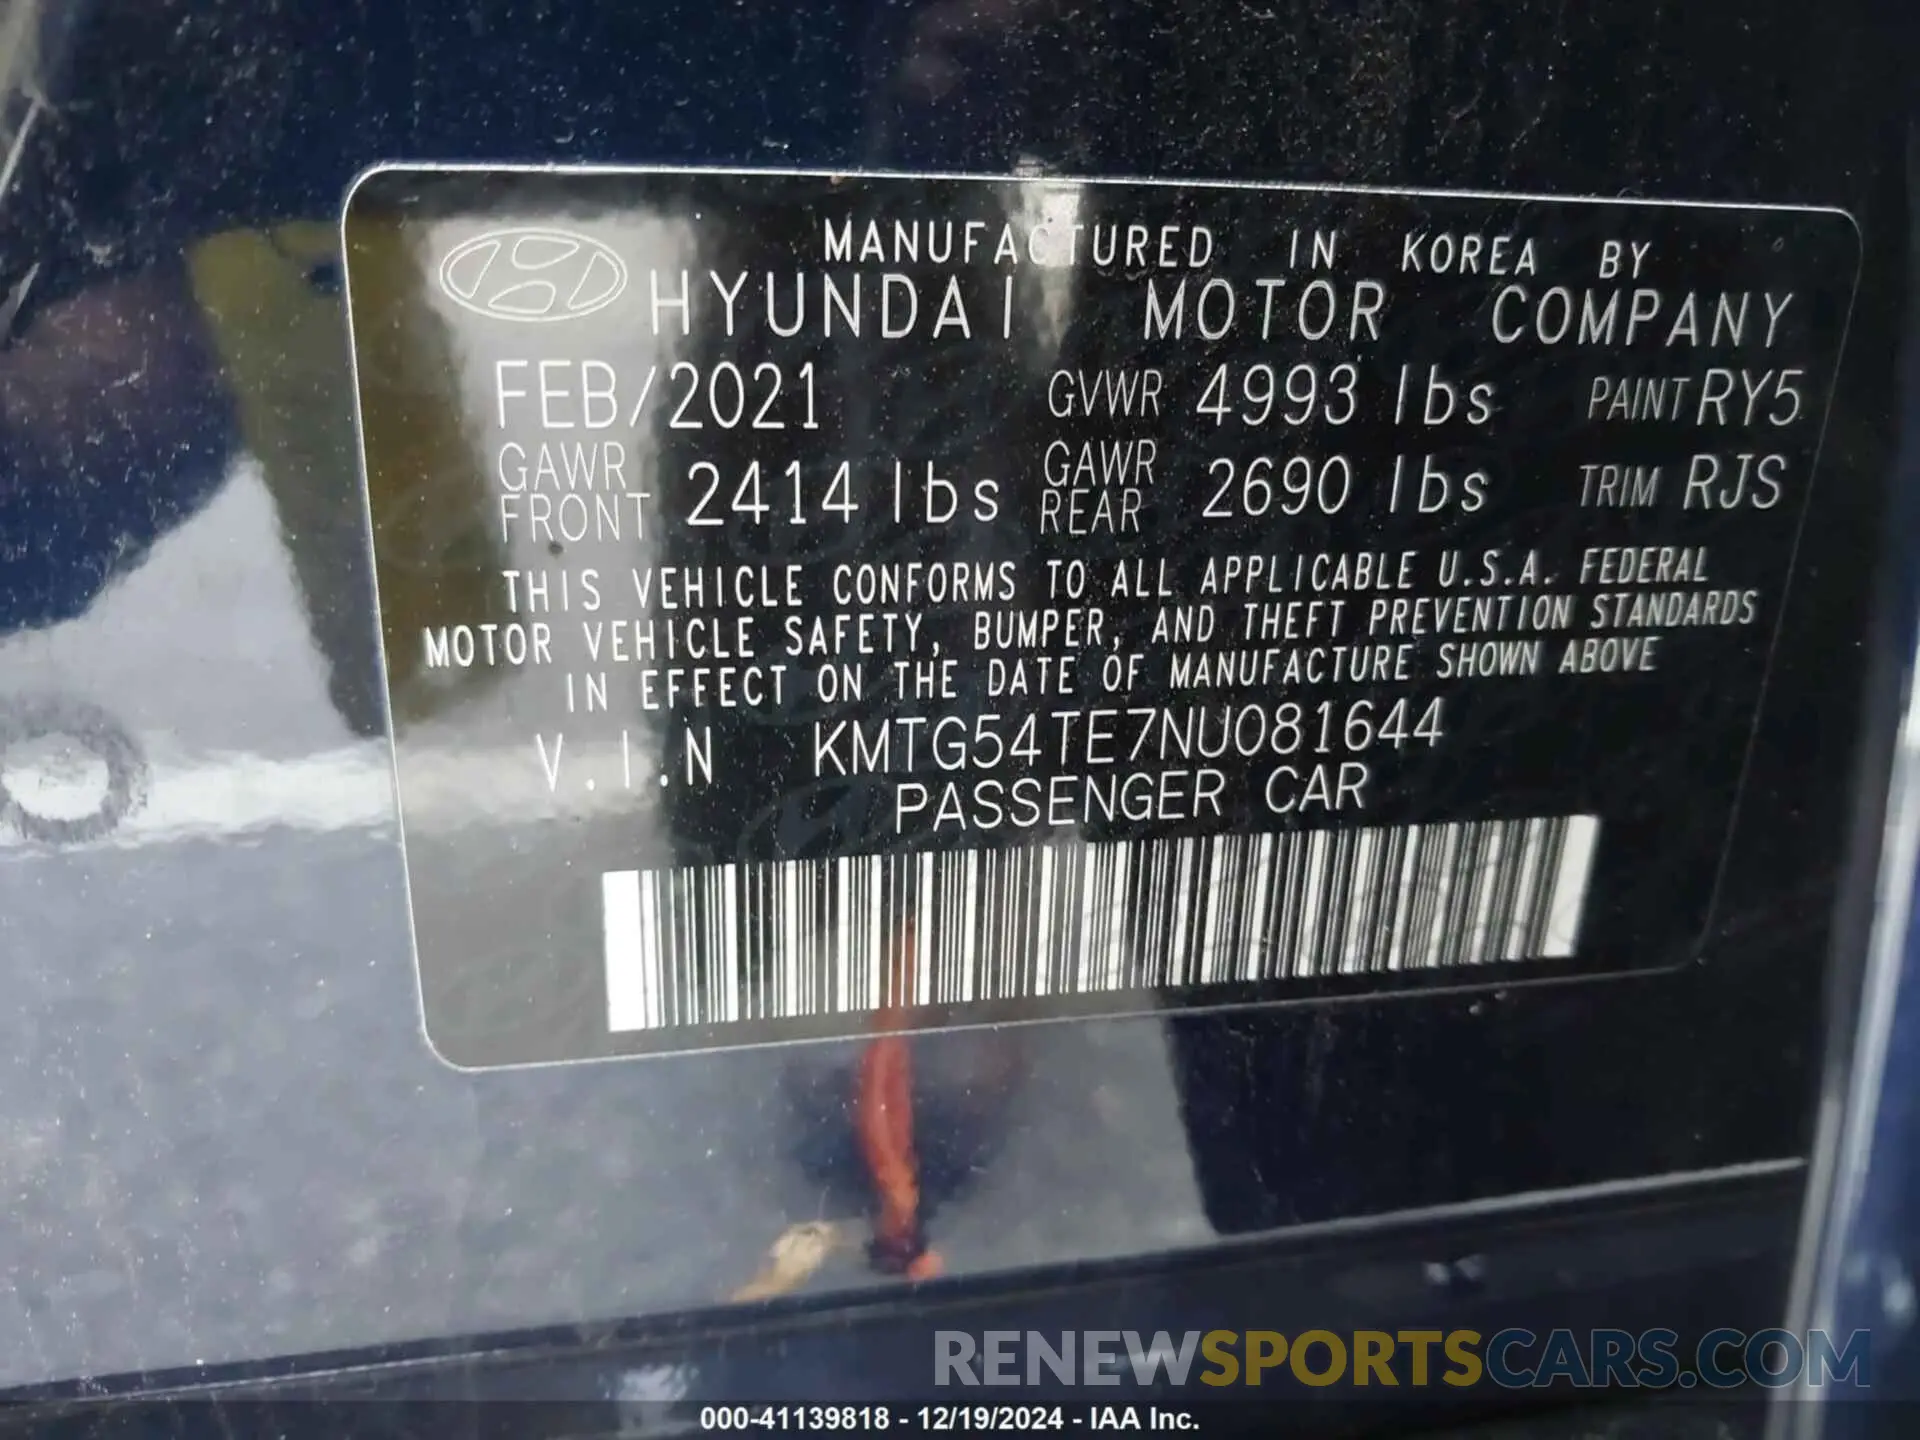 MANUFACTURED IN KOREA BY
HYUNDAI MOTOR COMPANY
FEB/2021 GVWR 4993 lbs PAINT RY5
GAWR FRONT 2414 lbs GAWR REAR 2690 lbs TRIM RJS
THIS VEHICLE CONFORMS TO ALL APPLICABLE U.S.A. FEDERAL
MOTOR VEHICLE SAFETY, BUMPER, AND THEFT PREVENTION STANDARDS
IN EFFECT ON THE DATE OF MANUFACTURE SHOWN ABOVE
V.I.N KMTG54TE7NU081644
PASSENGER CAR
RENEWSPORTSCARS.COM
000-41139818 - 12/19/2024 - IAA Inc.